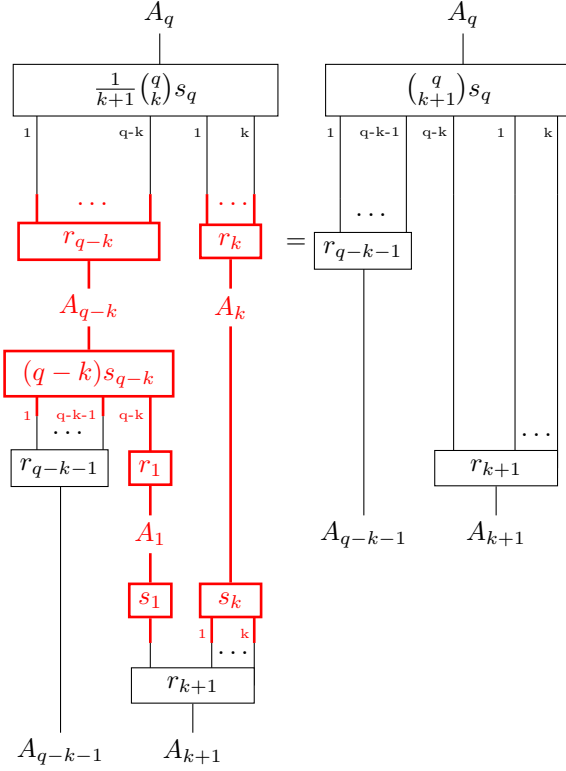 A_q A_q
\frac{1}{k+1}\binom{q}{k}s_q \binom{q}{k+1}s_q
1 q-k 1 k 1 q-k-1 q-k 1 k
... ... ...
r_{q-k} r_k = r_{q-k-1}
A_{q-k} A_k
(q-k)s_{q-k}
1 q-k-1 q-k
... ...
r_{q-k-1} r_1 r_{k+1}
A_1 A_{q-k-1} A_{k+1}
s_1 s_k
1 k
...
r_{k+1}
A_{q-k-1} A_{k+1}